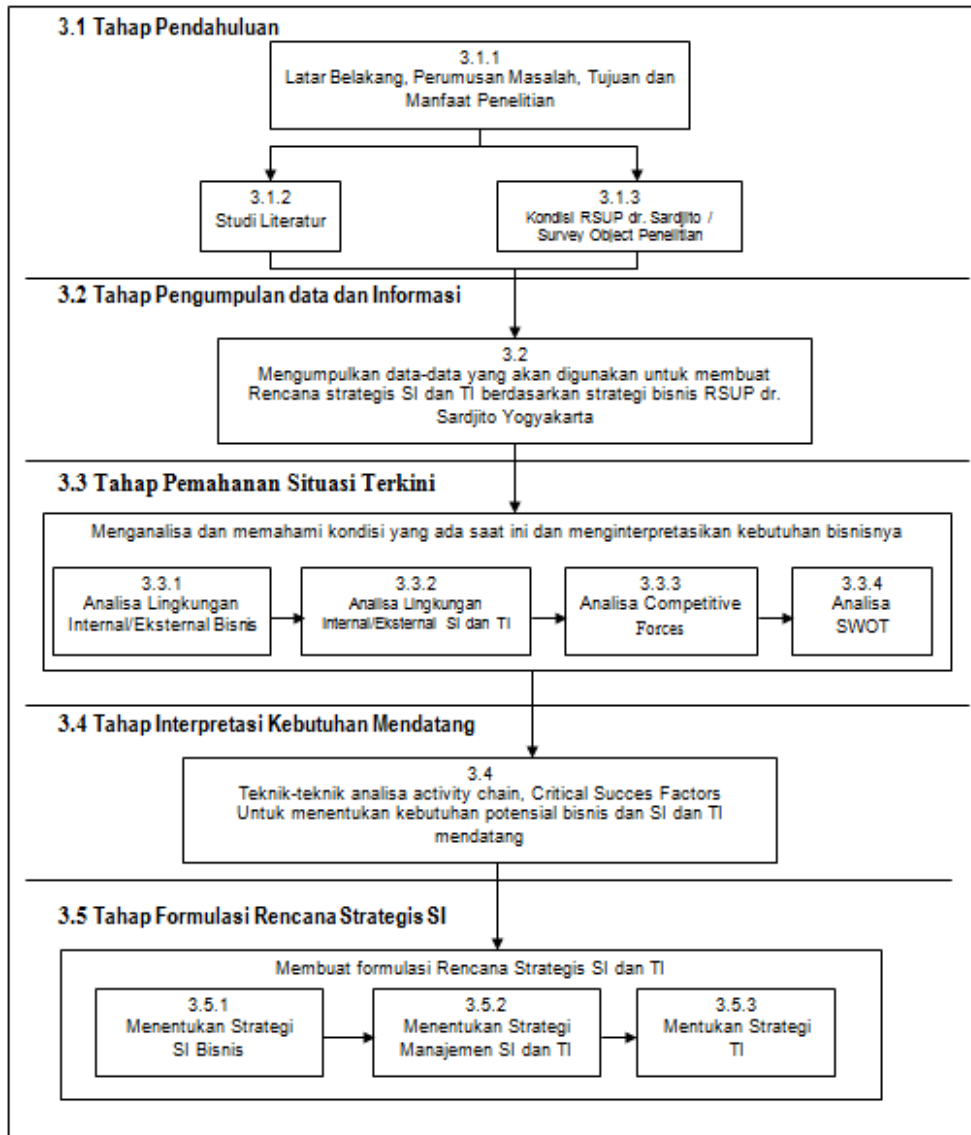 3.1 Tahap Pendahuluan
3.1.1
Latar Belakang, Perumusan Masalah, Tujuan dan
Manfaat Penelitian
3.1.2
Studi Literatur
3.1.3
Kondisi RSUP dr. Sardjito /
Survey Object Penelitian
3.2 Tahap Pengumpulan data dan Informasi
3.2
Mengumpulkan data-data yang akan digunakan untuk membuat
Rencana strategis SI dan TI berdasarkan strategi bisnis RSUP dr.
Sardjito Yogyakarta
3.3 Tahap Pemahanan Situasi Terkini
Menganalisa dan memahami kondisi yang ada saat ini dan menginterpretasikan kebutuhan bisnisnya
3.3.1
Analisa Lingkungan
Internal/Eksternal Bisnis
3.3.2
Analisa Lingkungan
Internal/Eksternal SI dan TI
3.3.3
Analisa Competitive
Forces
3.3.4
Analisa
SWOT
3.4 Tahap Interpretasi Kebutuhan Mendatang
3.4
Teknik-teknik analisa activity chain, Critical Succes Factors
Untuk menentukan kebutuhan potensial bisnis dan SI dan TI
mendatang
3.5 Tahap Formulasi Rencana Strategis SI
Membuat formulasi Rencana Strategis SI dan TI
3.5.1
Menentukan Strategi
SI Bisnis
3.5.2
Menentukan Strategi
Manajemen SI dan TI
3.5.3
Mentukan Strategi
TI